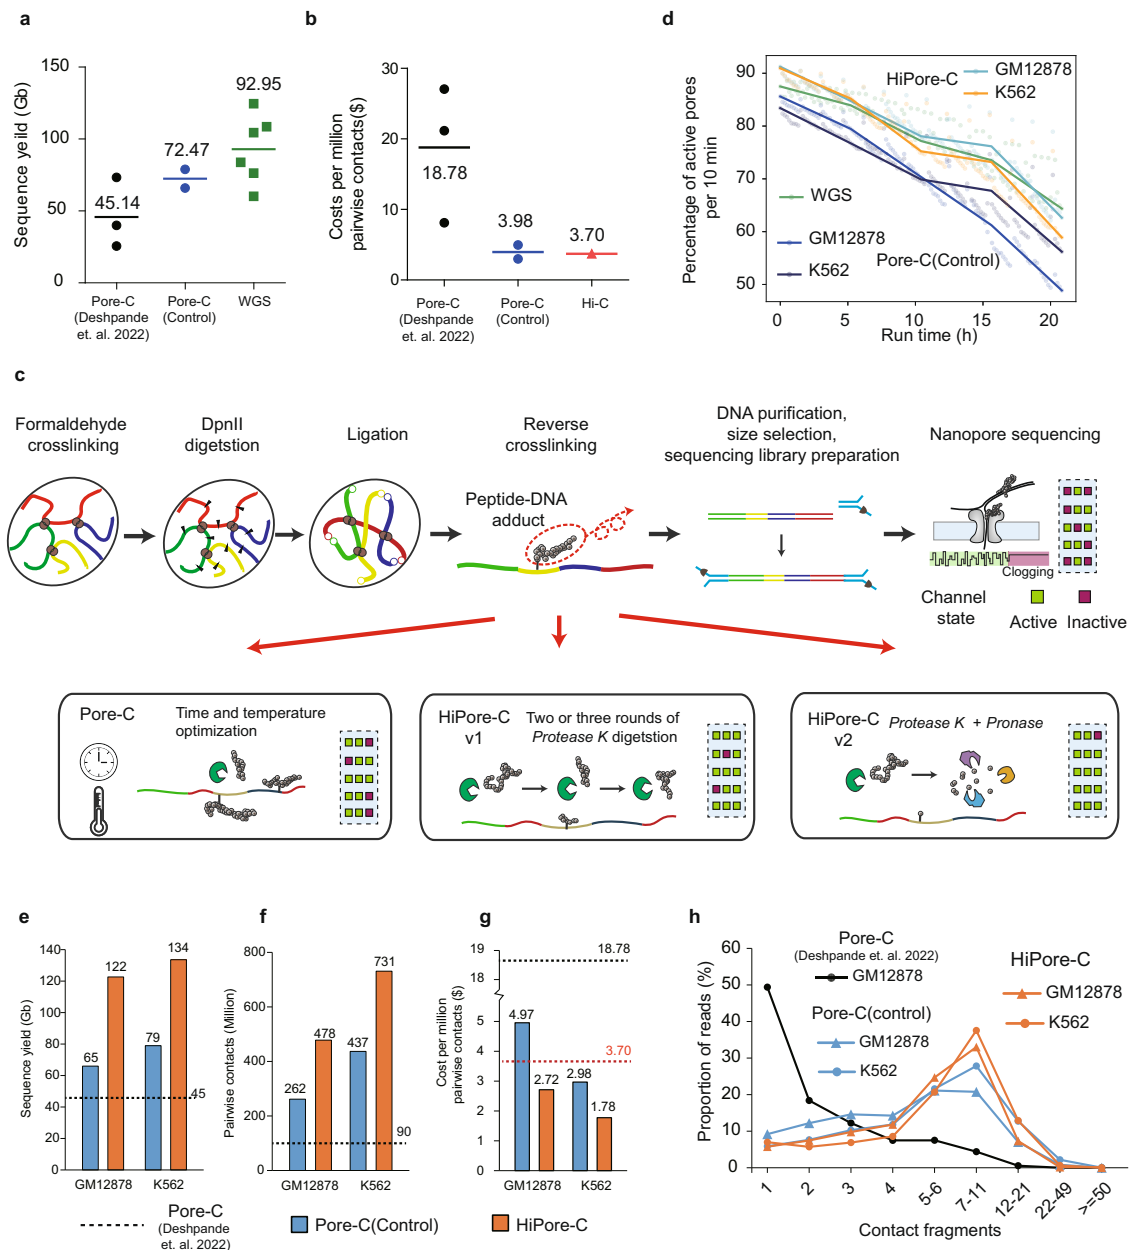 a
Sequence yeild (Gb)
150
100
50
0
45.14
72.47
92.95
Pore-C
(Deshpande
et. al. 2022)
Pore-C
(Control)
WGS
b
Costs per million
pairwise contacts($)
30
20
10
0
18.78
3.98
3.70
Pore-C
(Deshpande
et. al. 2022)
Pore-C
(Control)
Hi-C
d
Percentage of active pores
per 10 min
90
80
70
60
50
HiPore-C
GM12878
K562
WGS
GM12878
K562
Pore-C(Control)
0
5
10
15
20
Run time (h)
c
Formaldehyde
crosslinking
DpnII
digetstion
Ligation
Reverse
crosslinking
Peptide-DNA
adduct
DNA purification,
size selection,
sequencing library preparation
Nanopore sequencing
Clogging
Channel
state
Active
Inactive
Pore-C
Time and temperature
optimization
HiPore-C
v1
Two or three rounds of
Protease K digetstion
HiPore-C
v2
Protease K + Pronase
e
Sequence yield (Gb)
140
120
100
80
60
40
20
0
65
122
79
134
45
GM12878
K562
f
Pairwise contacts (Million)
800
600
400
200
0
262
478
437
731
90
GM12878
K562
g
Cost per million
pairwise contacts ($)
19
18
5
4
3
2
1
0
18.78
4.97
3.70
2.72
2.98
1.78
GM12878
K562
Pore-C
(Deshpande
et. al. 2022)
Pore-C(Control)
HiPore-C
h
Proportion of reads (%)
60
50
40
30
20
10
0
Pore-C
(Deshpande et. al. 2022)
GM12878
Pore-C(control)
GM12878
K562
HiPore-C
GM12878
K562
1
2
3
4
5-6
7-11
12-21
22-49
>=50
Contact fragments